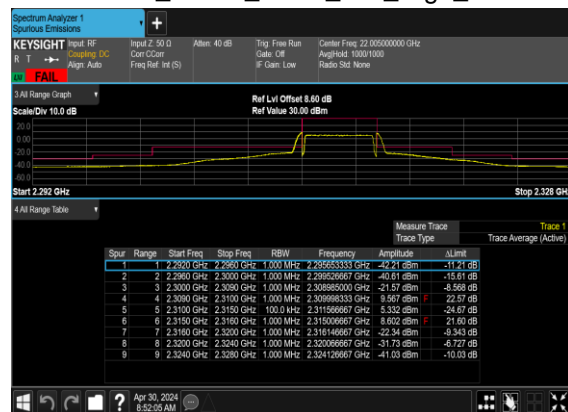 Spectrum Analyzer 1
Spurious Emissions
KEYSIGHT Input: RF Input Z: 50 Ω Atten: 40 dB Trig: Free Run Center Freq: 22.005000000 GHz
R T Coupling: DC Corr CCorr Gate: Off Avg|Hold: 1000/1000
Align: Auto Freq Ref: Int (S) IF Gain: Low Radio Std: None
FAIL
3 All Range Graph
Ref Lvl Offset 8.60 dB
Scale/Div 10.0 dB Ref Value 30.00 dBm
20.0
0.00
-20.0
-40.0
-60.0
Start 2.292 GHz Stop 2.328 GH
4 All Range Table
Measure Trace Trace 1
Trace Type Trace Average (Active)
Spur Range Start Freq Stop Freq RBW Frequency Amplitude ΔLimit
1 1 2.2920 GHz 2.2960 GHz 1.000 MHz 2.295653333 GHz -42.21 dBm -11.21 dB
2 2 2.2960 GHz 2.3000 GHz 1.000 MHz 2.299526667 GHz -40.61 dBm -15.61 dB
3 3 2.3000 GHz 2.3090 GHz 1.000 MHz 2.308985000 GHz -21.57 dBm -8.568 dB
4 4 2.3090 GHz 2.3100 GHz 1.000 MHz 2.309998333 GHz 9.567 dBm F 22.57 dB
5 5 2.3100 GHz 2.3150 GHz 100.0 kHz 2.311566667 GHz 5.332 dBm -24.67 dB
6 6 2.3150 GHz 2.3160 GHz 1.000 MHz 2.315006667 GHz 8.602 dBm F 21.60 dB
7 7 2.3160 GHz 2.3200 GHz 1.000 MHz 2.316146667 GHz -22.34 dBm -9.343 dB
8 8 2.3200 GHz 2.3240 GHz 1.000 MHz 2.320066667 GHz -31.73 dBm -6.727 dB
9 9 2.3240 GHz 2.3280 GHz 1.000 MHz 2.324126667 GHz -41.03 dBm -10.03 dB
Apr 30, 2024
8:52:05 AM